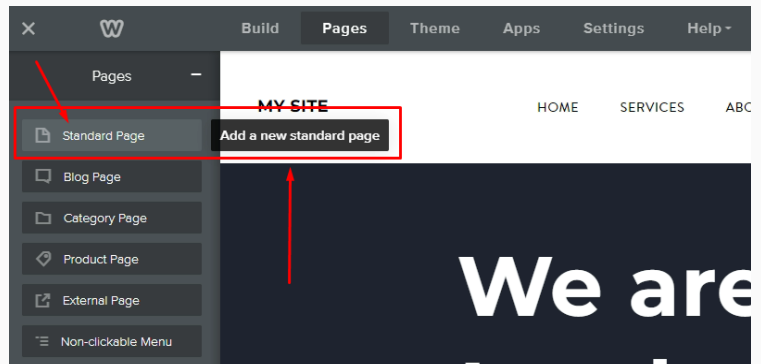 Build Pages Theme Apps Settings Help
Pages
MY SITE HOME SERVICES ABO
Standard Page Add a new standard page
Blog Page
Category Page
Product Page
External Page
Non-clickable Menu
We are